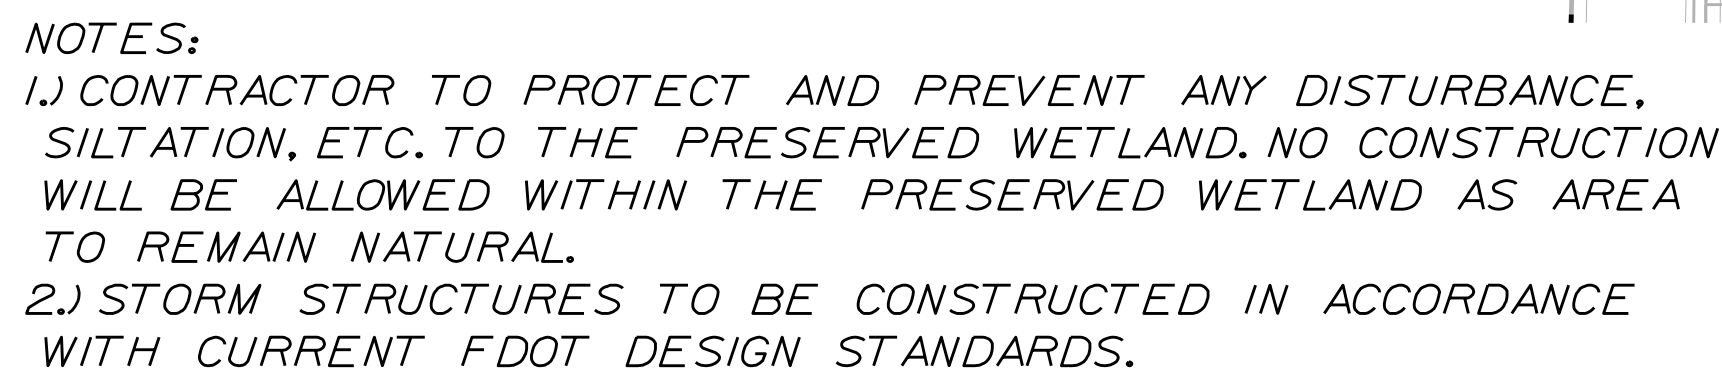 NOTES:
1.) CONTRACTOR TO PROTECT AND PREVENT ANY DISTURBANCE,
SILTATION, ETC. TO THE PRESERVED WETLAND. NO CONSTRUCTION
WILL BE ALLOWED WITHIN THE PRESERVED WETLAND AS AREA
TO REMAIN NATURAL.
2.) STORM STRUCTURES TO BE CONSTRUCTED IN ACCORDANCE
WITH CURRENT FDOT DESIGN STANDARDS.